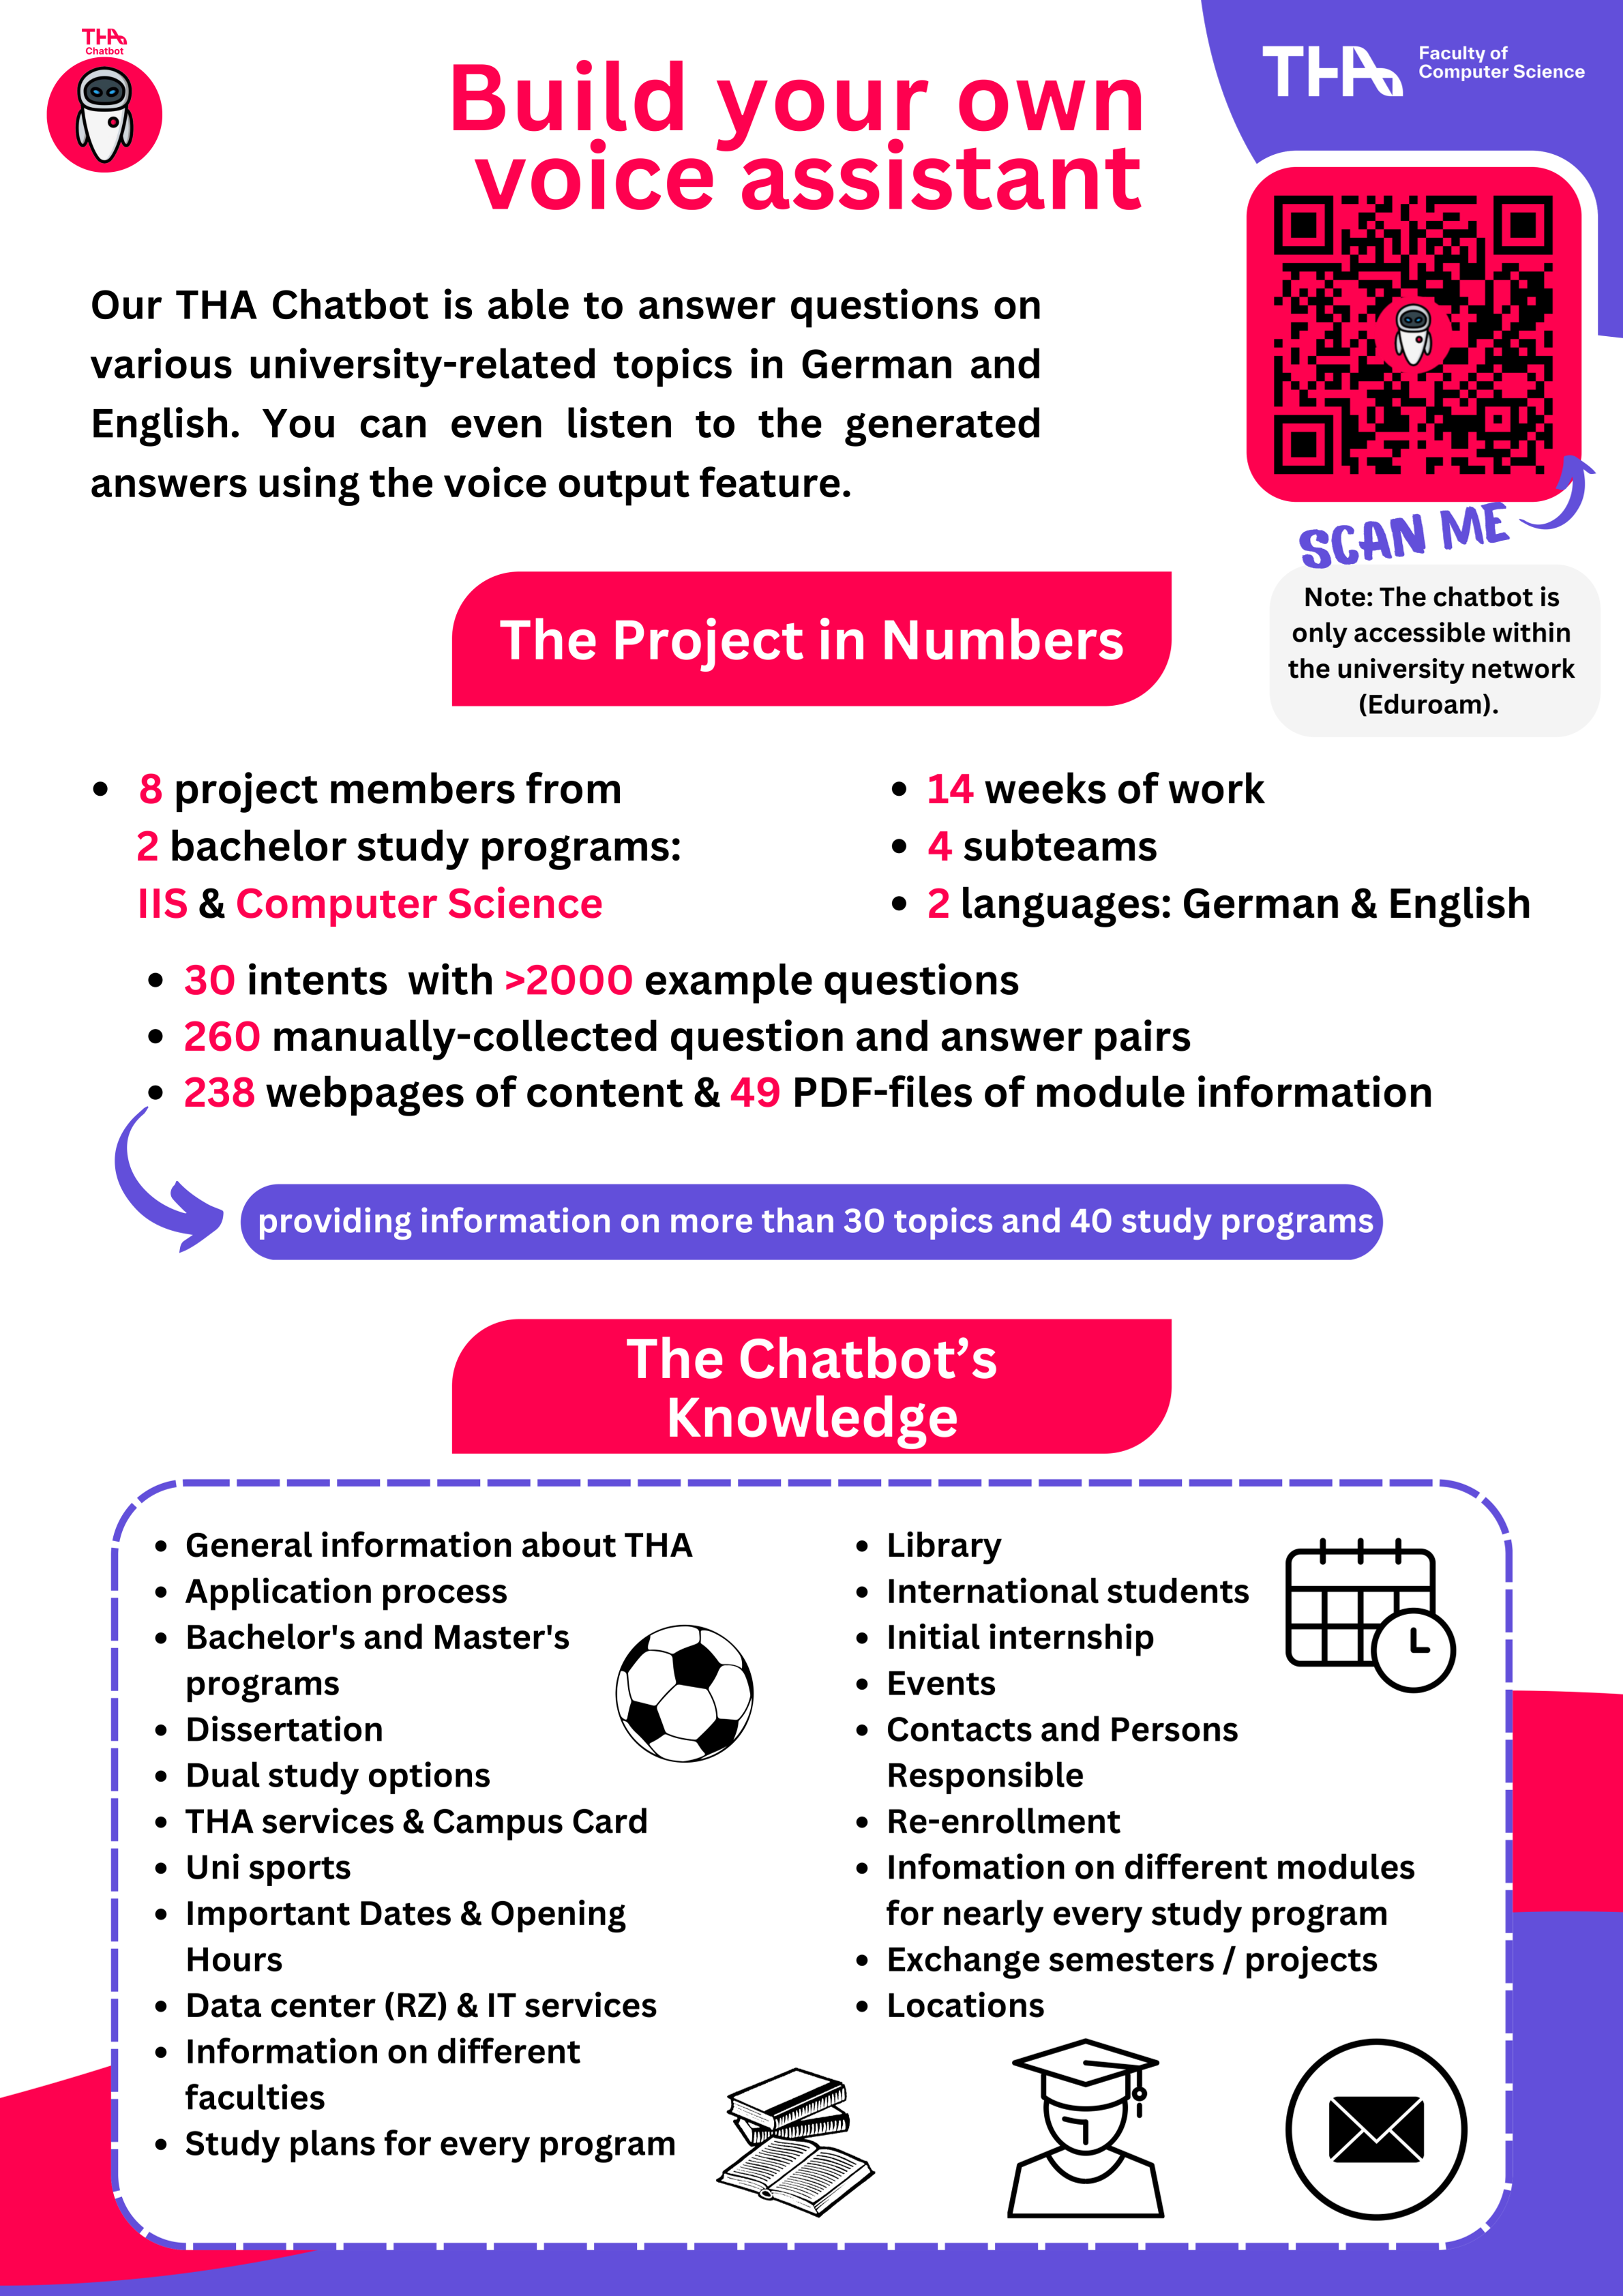 THA
Chatbot
Build your own
voice assistant
THA
Faculty of
Computer Science
Our THA Chatbot is able to answer questions on
various university-related topics in German and
English. You can even listen to the generated
answers using the voice output feature.
SCAN ME
Note: The chatbot is
only accessible within
the university network
(Eduroam).
The Project in Numbers
• 8 project members from
2 bachelor study programs:
IIS & Computer Science
• 14 weeks of work
• 4 subteams
• 2 languages: German & English
• 30 intents with >2000 example questions
• 260 manually-collected question and answer pairs
• 238 webpages of content & 49 PDF-files of module information
providing information on more than 30 topics and 40 study programs
The Chatbot’s
Knowledge
• General information about THA
• Application process
• Bachelor's and Master's
programs
• Dissertation
• Dual study options
• THA services & Campus Card
• Uni sports
• Important Dates & Opening
Hours
• Data center (RZ) & IT services
• Information on different
faculties
• Study plans for every program
• Library
• International students
• Initial internship
• Events
• Contacts and Persons
Responsible
• Re-enrollment
• Infomation on different modules
for nearly every study program
• Exchange semesters / projects
• Locations